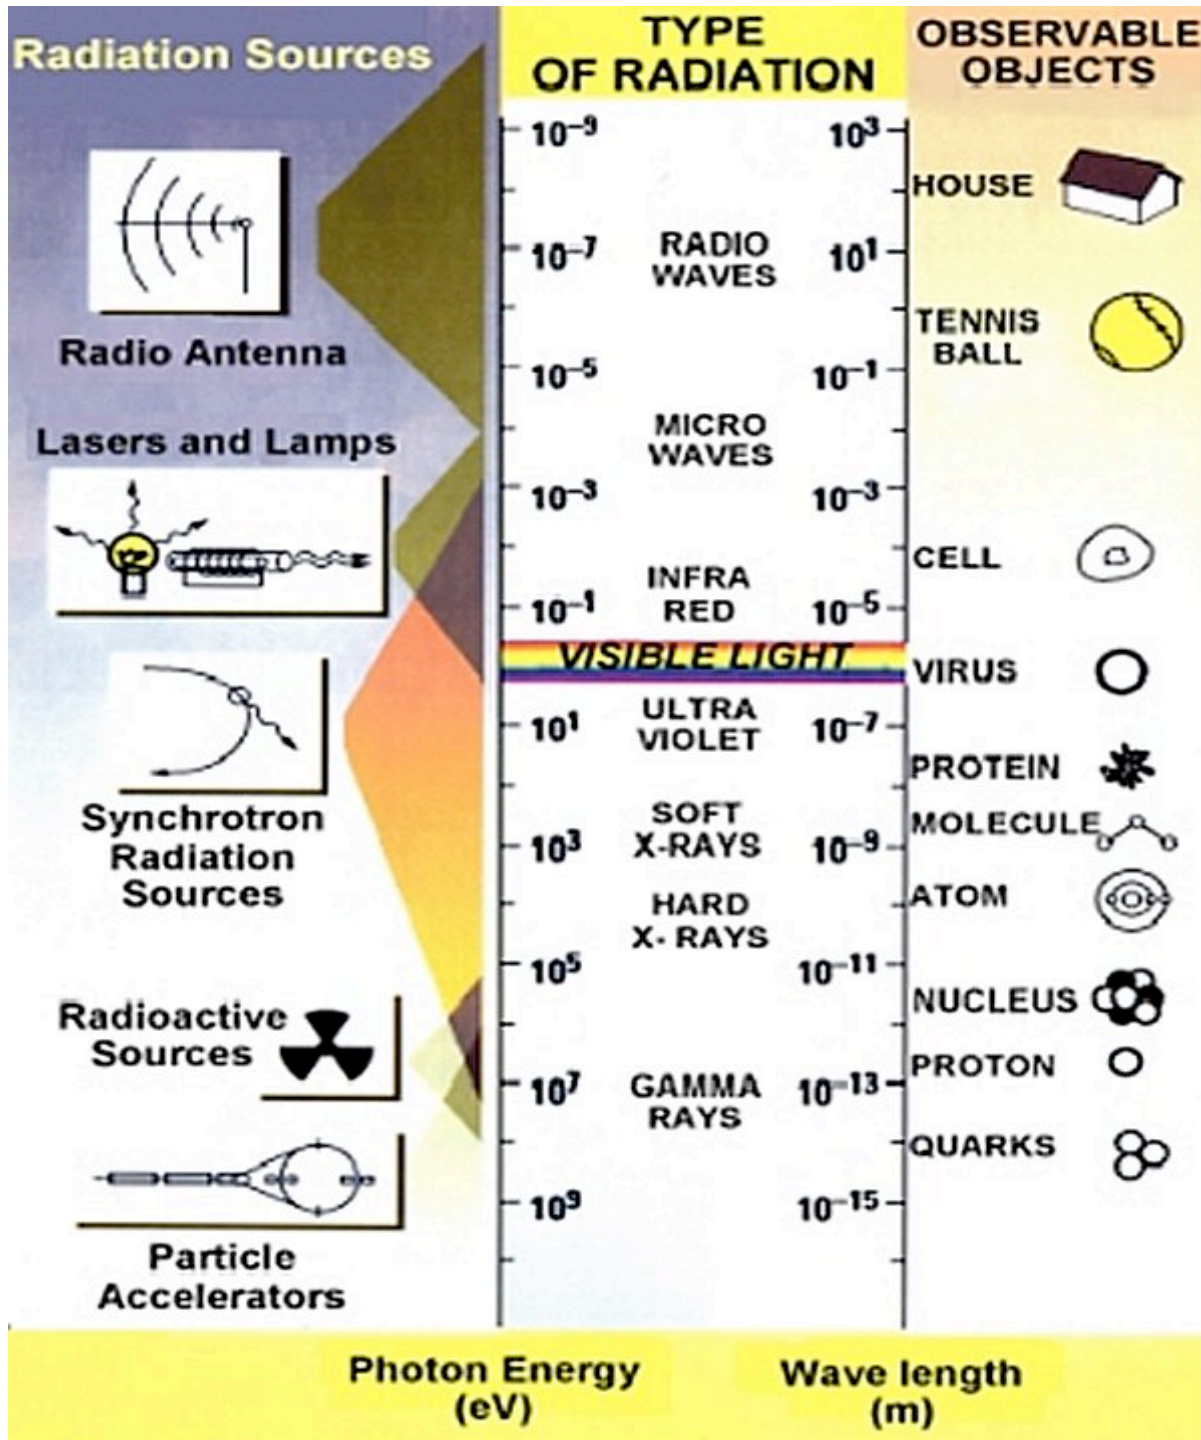 Radiation Sources
Radio Antenna
Lasers and Lamps
Synchrotron
Radiation
Sources
Radioactive
Sources
Particle
Accelerators
TYPE
OF RADIATION
10⁻⁹
10⁻⁷
10⁻⁵
10⁻³
10⁻¹
10¹
10³
10⁵
10⁷
10⁹
RADIO
WAVES
MICRO
WAVES
INFRA
RED
VISIBLE LIGHT
ULTRA
VIOLET
SOFT
X-RAYS
HARD
X- RAYS
GAMMA
RAYS
10³
10¹
10⁻¹
10⁻³
10⁻⁵
10⁻⁷
10⁻⁹
10⁻¹¹
10⁻¹³
10⁻¹⁵
OBSERVABLE
OBJECTS
HOUSE
TENNIS
BALL
CELL
VIRUS
PROTEIN
MOLECULE
ATOM
NUCLEUS
PROTON
QUARKS
Photon Energy
(eV)
Wave length
(m)